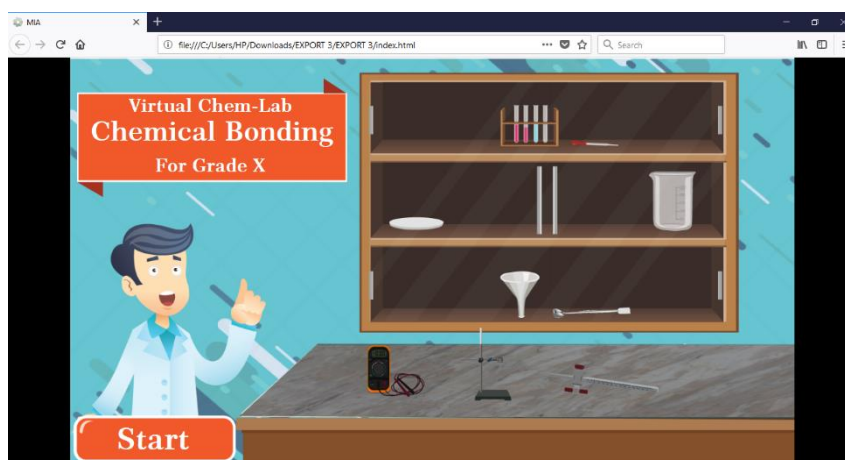 MIA
file:///C:/Users/HP/Downloads/EXPORT 3/EXPORT 3/index.html
Search
Virtual Chem-Lab
Chemical Bonding
For Grade X
Start